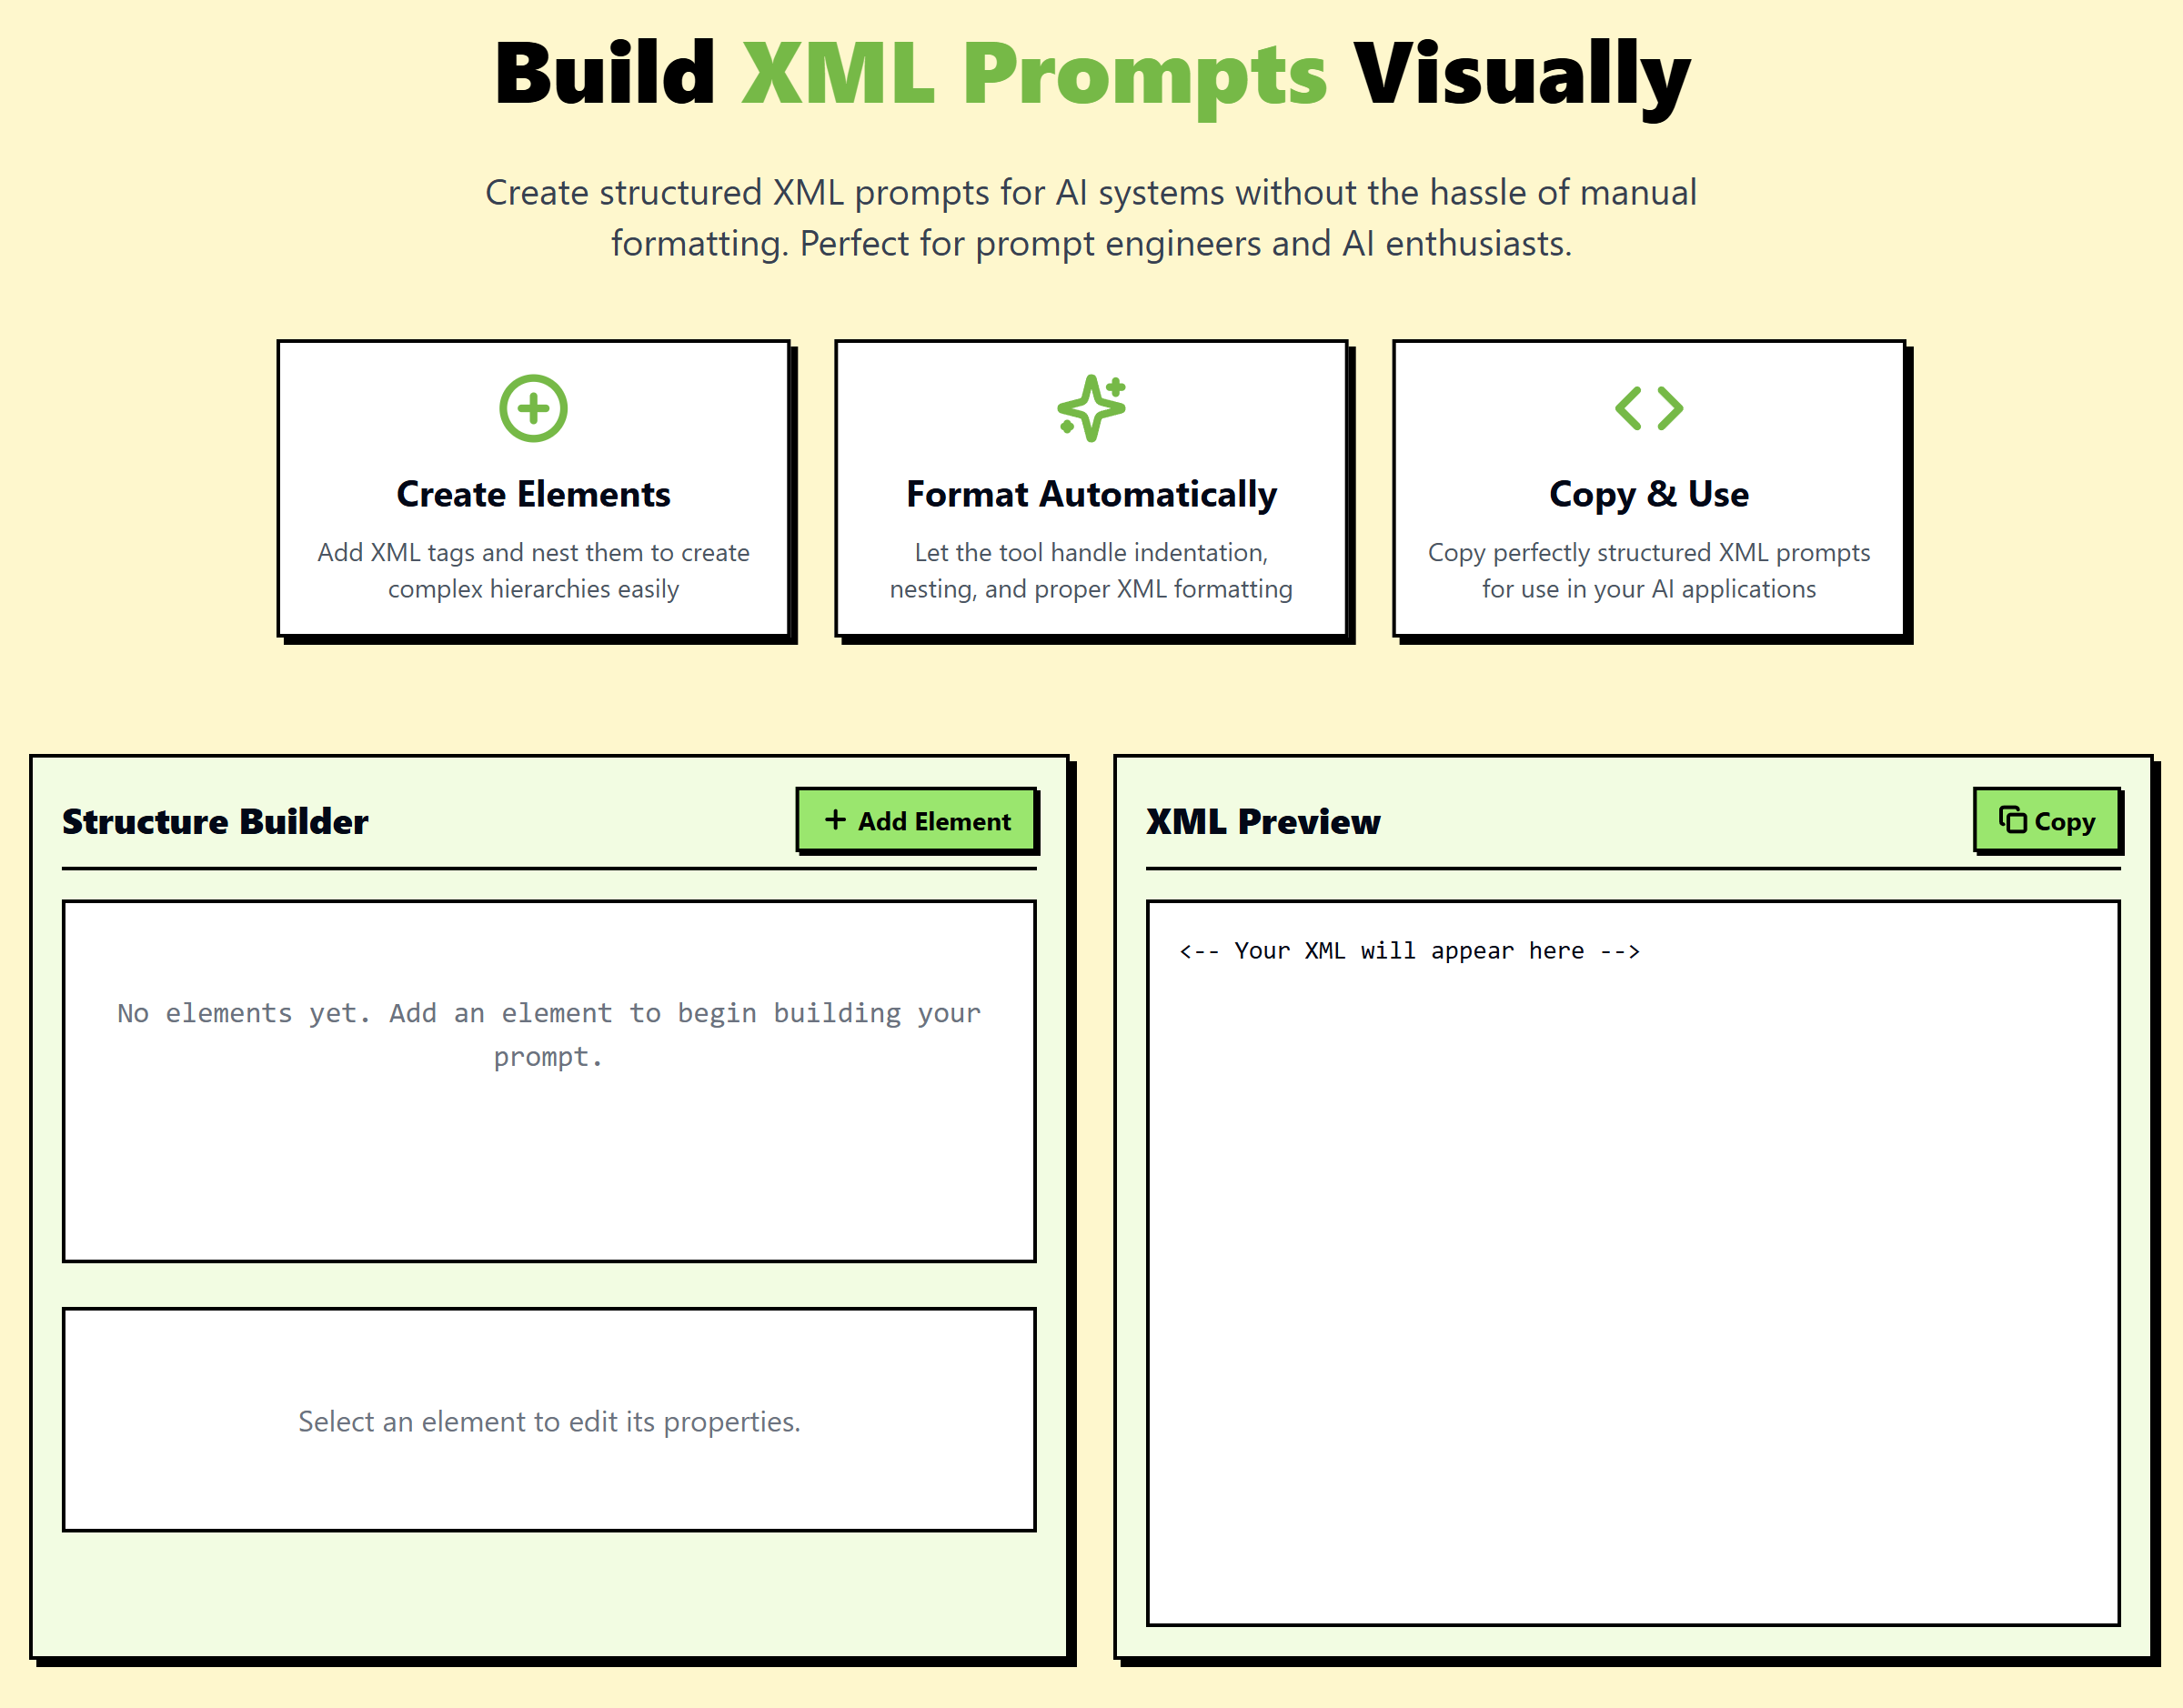 Build XML Prompts Visually
Create structured XML prompts for AI systems without the hassle of manual
formatting. Perfect for prompt engineers and AI enthusiasts.
Create Elements
Add XML tags and nest them to create
complex hierarchies easily
Format Automatically
Let the tool handle indentation,
nesting, and proper XML formatting
Copy & Use
Copy perfectly structured XML prompts
for use in your AI applications
Structure Builder
Add Element
No elements yet. Add an element to begin building your
prompt.
Select an element to edit its properties.
XML Preview
Copy
<-- Your XML will appear here -->